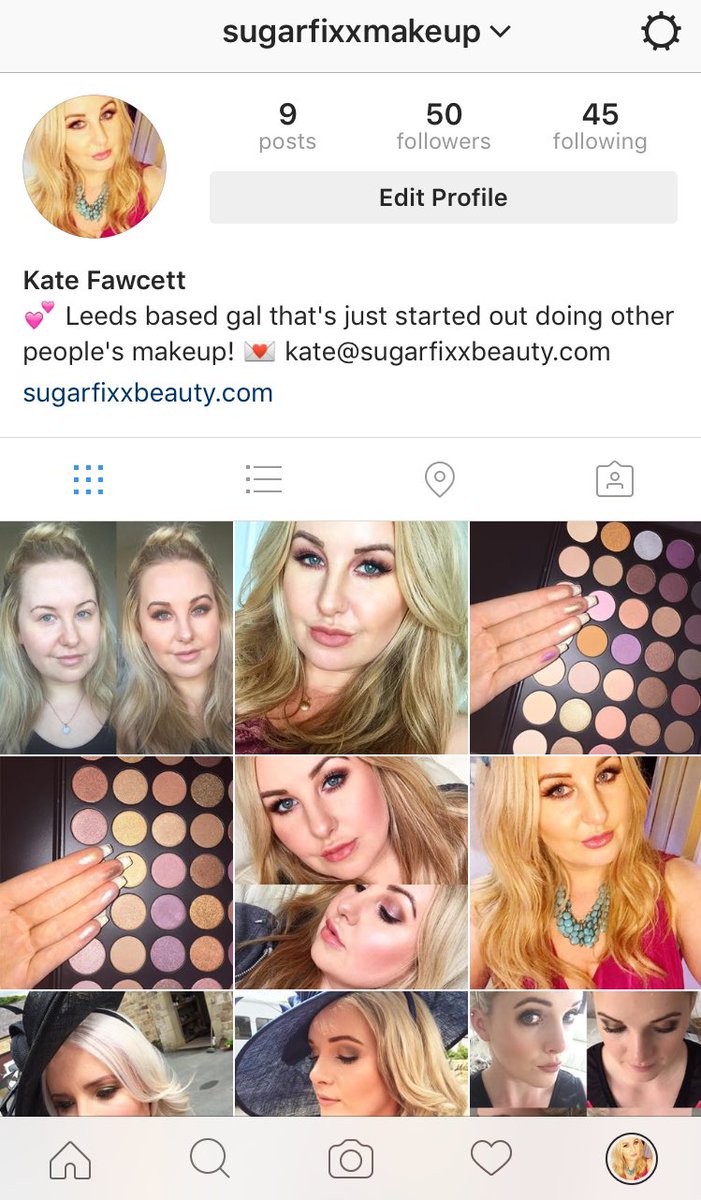 sugarfixxmakeup
9 50 45
posts followers following
Edit Profile
Kate Fawcett
💕 Leeds based gal that's just started out doing other
people's makeup! 💌 kate@sugarfixxbeauty.com
sugarfixxbeauty.com